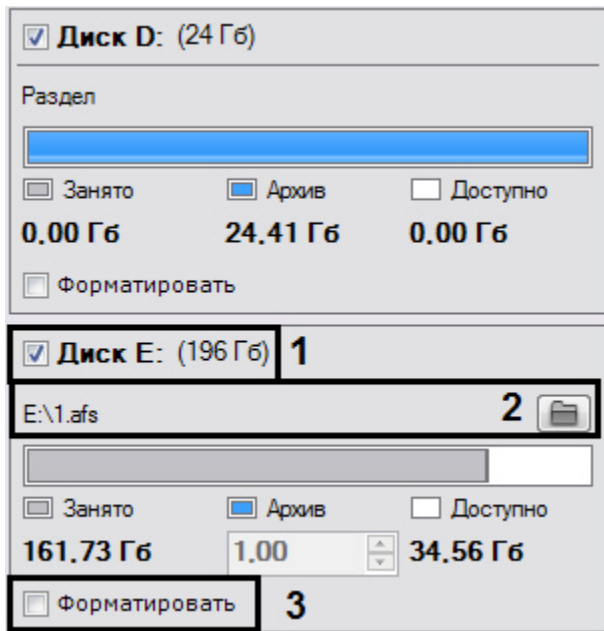 Диск D: (24 Гб)
Раздел
Занято Архив Доступно
0.00 Гб 24.41 Гб 0.00 Гб
Форматировать
Диск E: (196 Гб) 1
E:\1.afs 2
Занято Архив Доступно
161.73 Гб 1.00 34.56 Гб
Форматировать 3